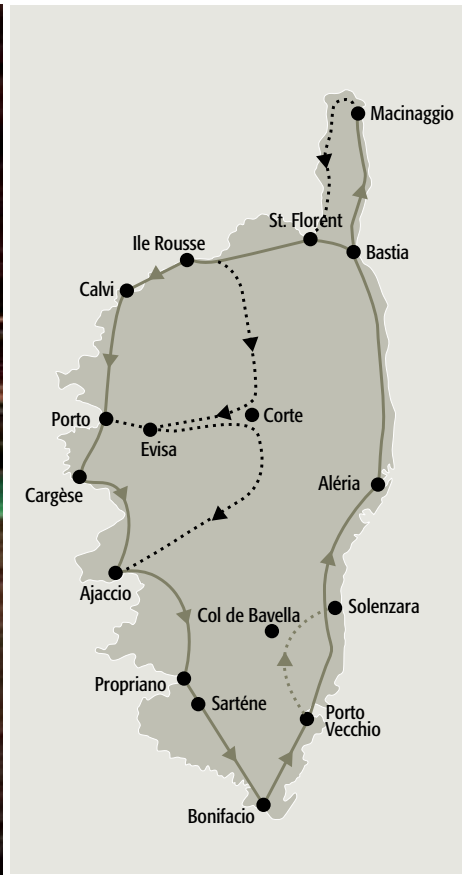 Macinaggio
St. Florent
Ile Rousse
Bastia
Calvi
Porto
Corte
Evisa
Cargèse
Aléria
Ajaccio
Col de Bavella
Solenzara
Propriano
Sarténe
Porto
Vecchio
Bonifacio